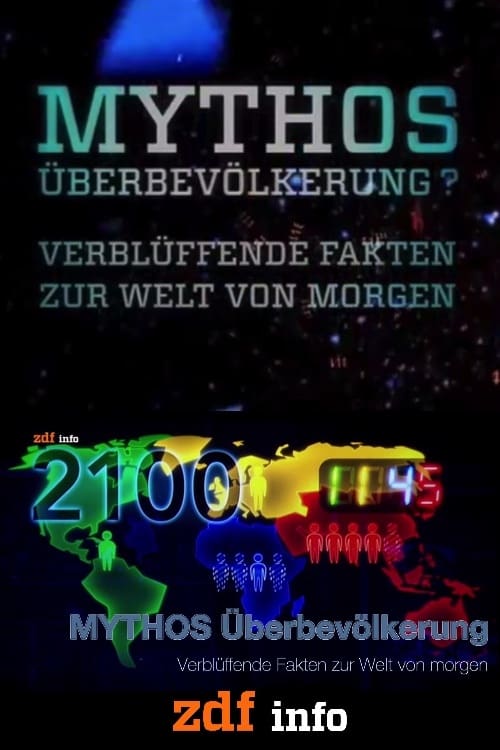 MYTHOS
ÜBERBEVÖLKERUNG?
VERBLÜFFENDE FAKTEN
ZUR WELT VON MORGEN
zdf info
2100
1145
MYTHOS Überbevölkerung
Verblüffende Fakten zur Welt von morgen
zdf info